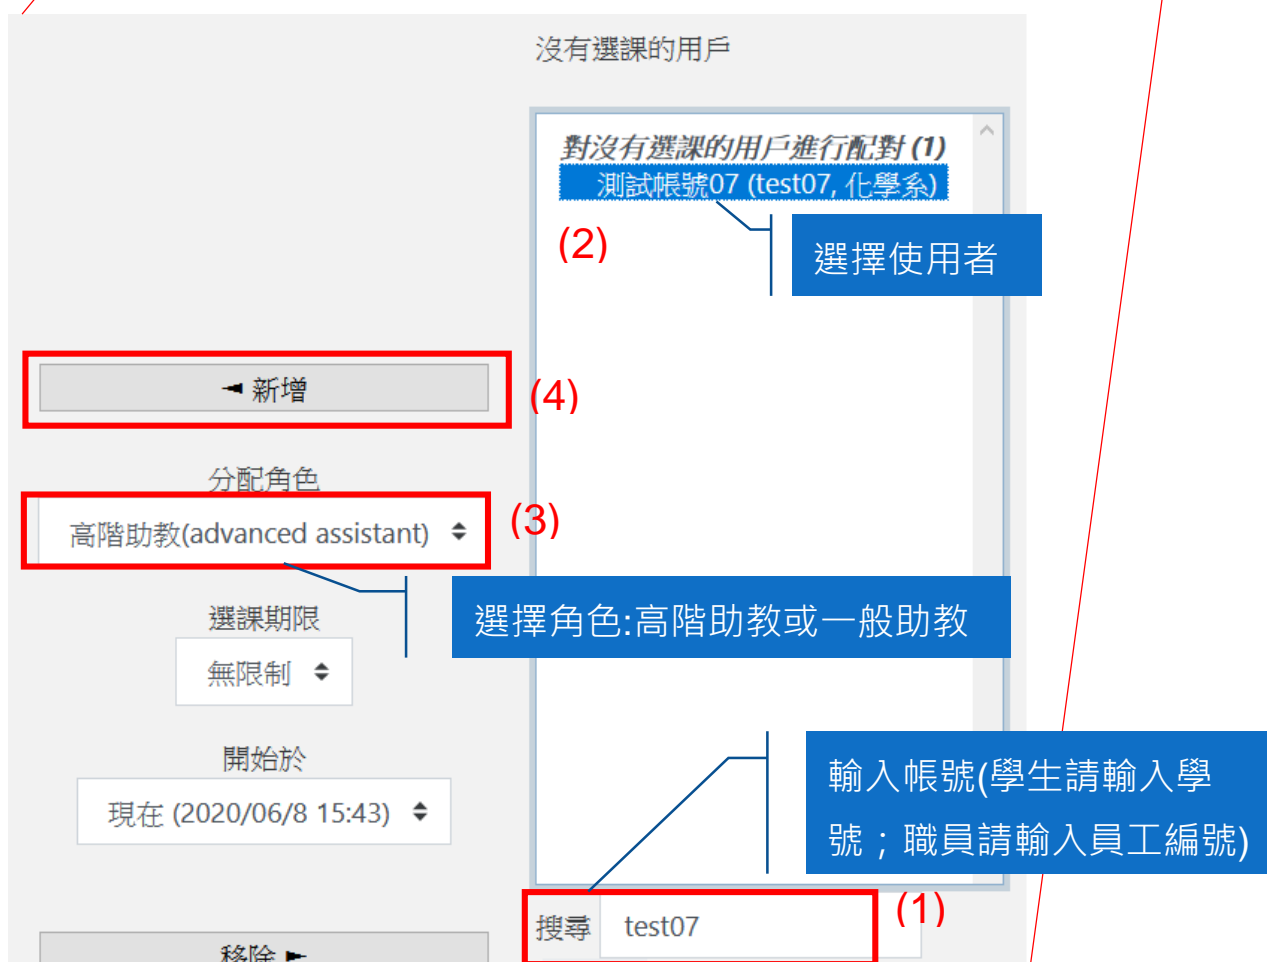 沒有選課的用戶
對沒有選課的用戶進行配對 (1)
測試帳號07 (test07, 化學系)
(2)
選擇使用者
◄ 新增
(4)
分配角色
高階助教(advanced assistant)
(3)
選擇角色:高階助教或一般助教
選課期限
無限制
開始於
現在 (2020/06/8 15:43)
輸入帳號(學生請輸入學
號；職員請輸入員工編號)
(1)
搜尋 test07
移除 ►